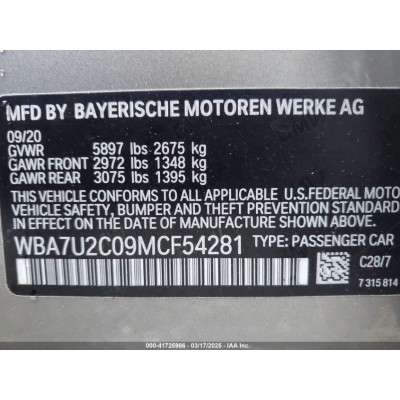 MFD BY BAYERISCHE MOTOREN WERKE AG
09/20
GVWR 5897 lbs 2675 kg
GAWR FRONT 2972 lbs 1348 kg
GAWR REAR 3075 lbs 1395 kg
THIS VEHICLE CONFORMS TO ALL APPLICABLE U.S.FEDERAL MOTO
VEHICLE SAFETY, BUMPER AND THEFT PREVENTION STANDARDS
IN EFFECT ON THE DATE OF MANUFACTURE SHOWN ABOVE.
WBA7U2C09MCF54281 TYPE: PASSENGER CAR
C28/7
7 315 814
000-41725966 - 03/17/2025 - © IAA Inc.